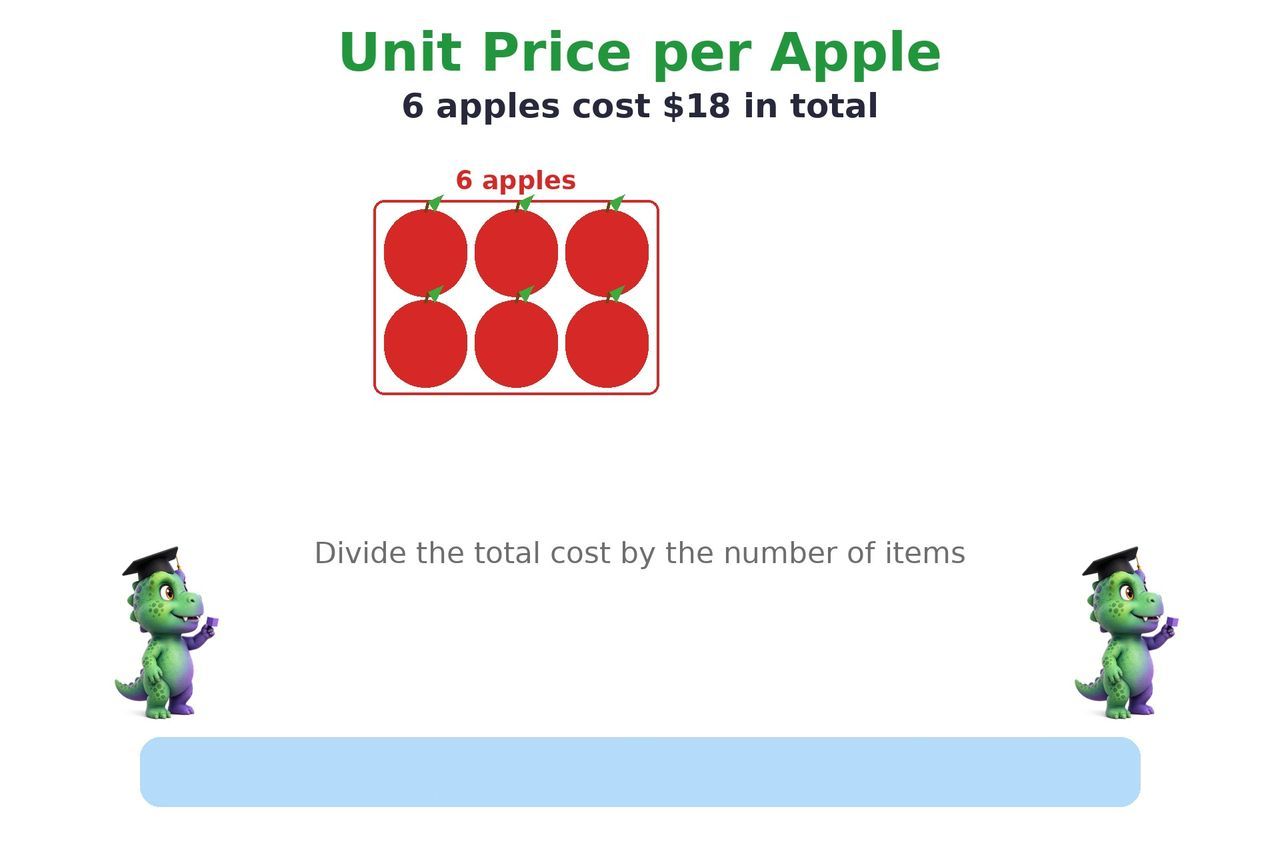 Unit Price per Apple
6 apples cost $18 in total
6 apples
Divide the total cost by the number of items